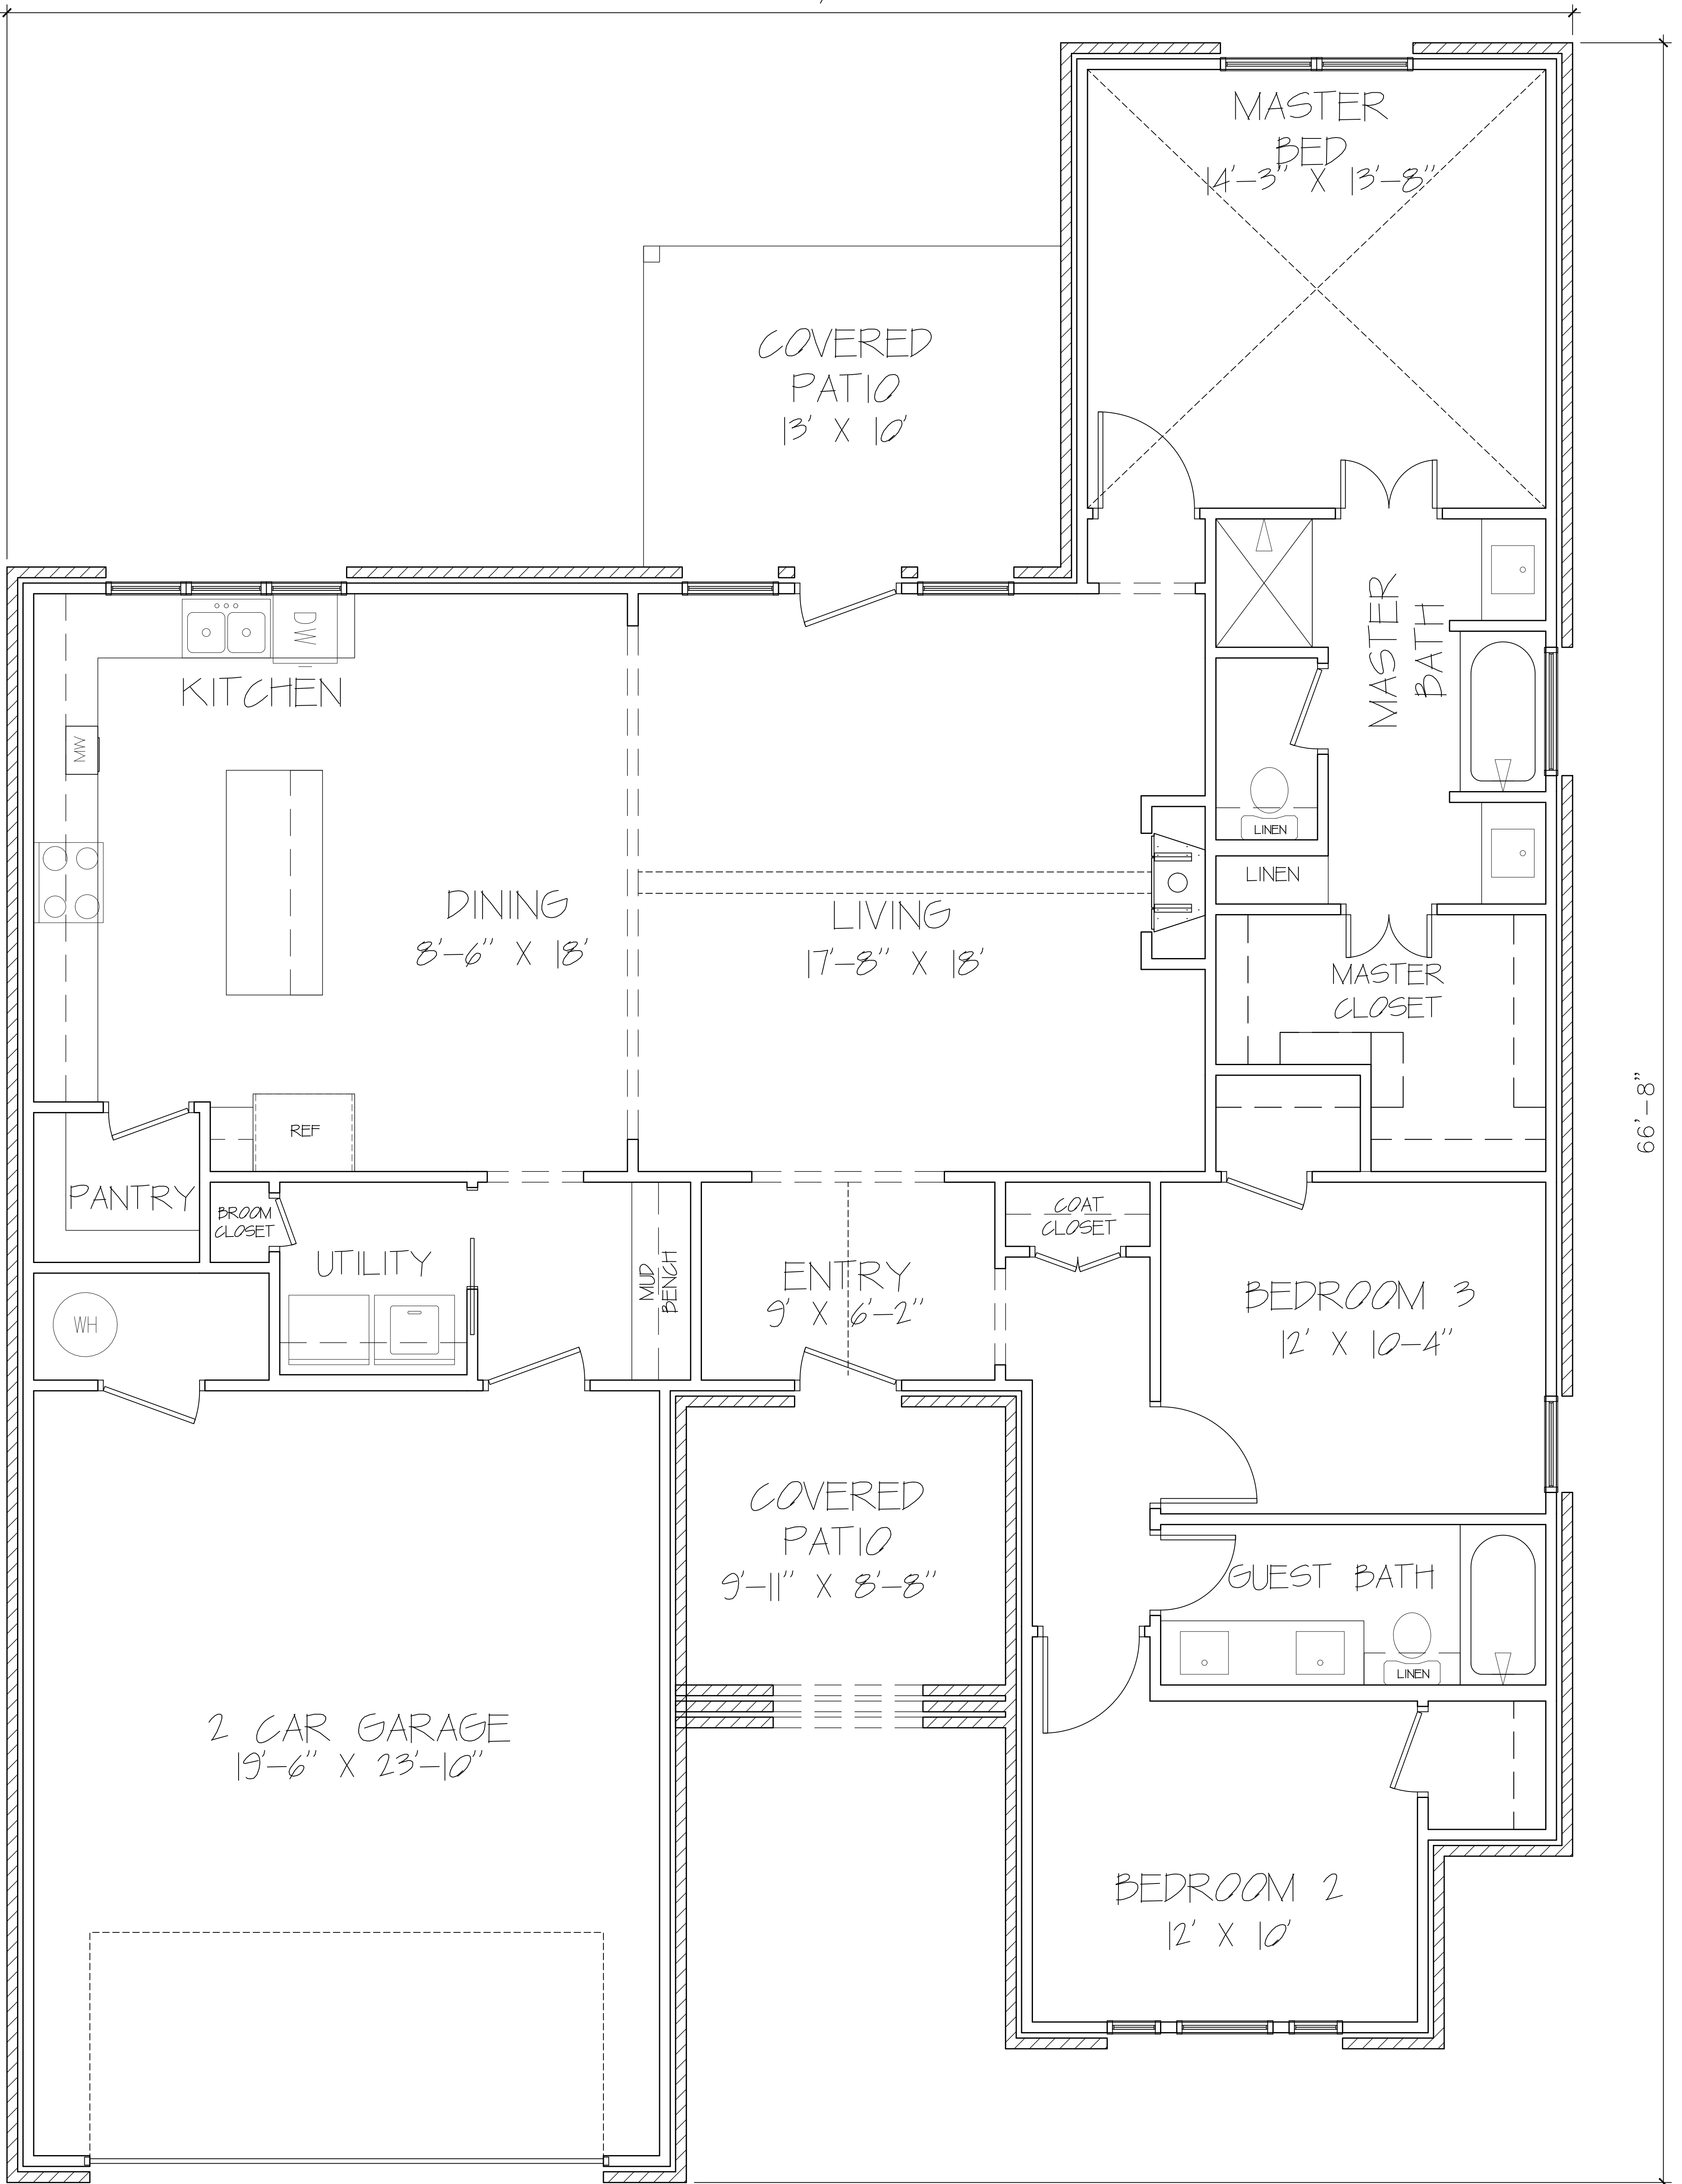 MASTER
BED
14'-3" X 13'-8"
COVERED
PATIO
13' X 10'
MASTER
BATH
DW
KITCHEN
MW
LINEN
LINEN
DINING
8'-6" X 18'
LIVING
17'-8" X 18'
MASTER
CLOSET
66'-8"
REF
PANTRY
BROOM
CLOSET
UTILITY
MUD
BENCH
ENTRY
9' X 6'-2"
COAT
CLOSET
BEDROOM 3
12' X 10-4"
WH
COVERED
PATIO
9'-11" X 8'-8"
GUEST BATH
LINEN
2 CAR GARAGE
19'-6" X 23'-10"
BEDROOM 2
12' X 10'